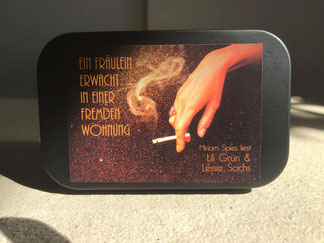 EIN FRÄULEIN
ERWACHT
IN EINER
FREMDEN
WOHNUNG
Miriam Spies liest
Lili Grün &
Lessie Sachs